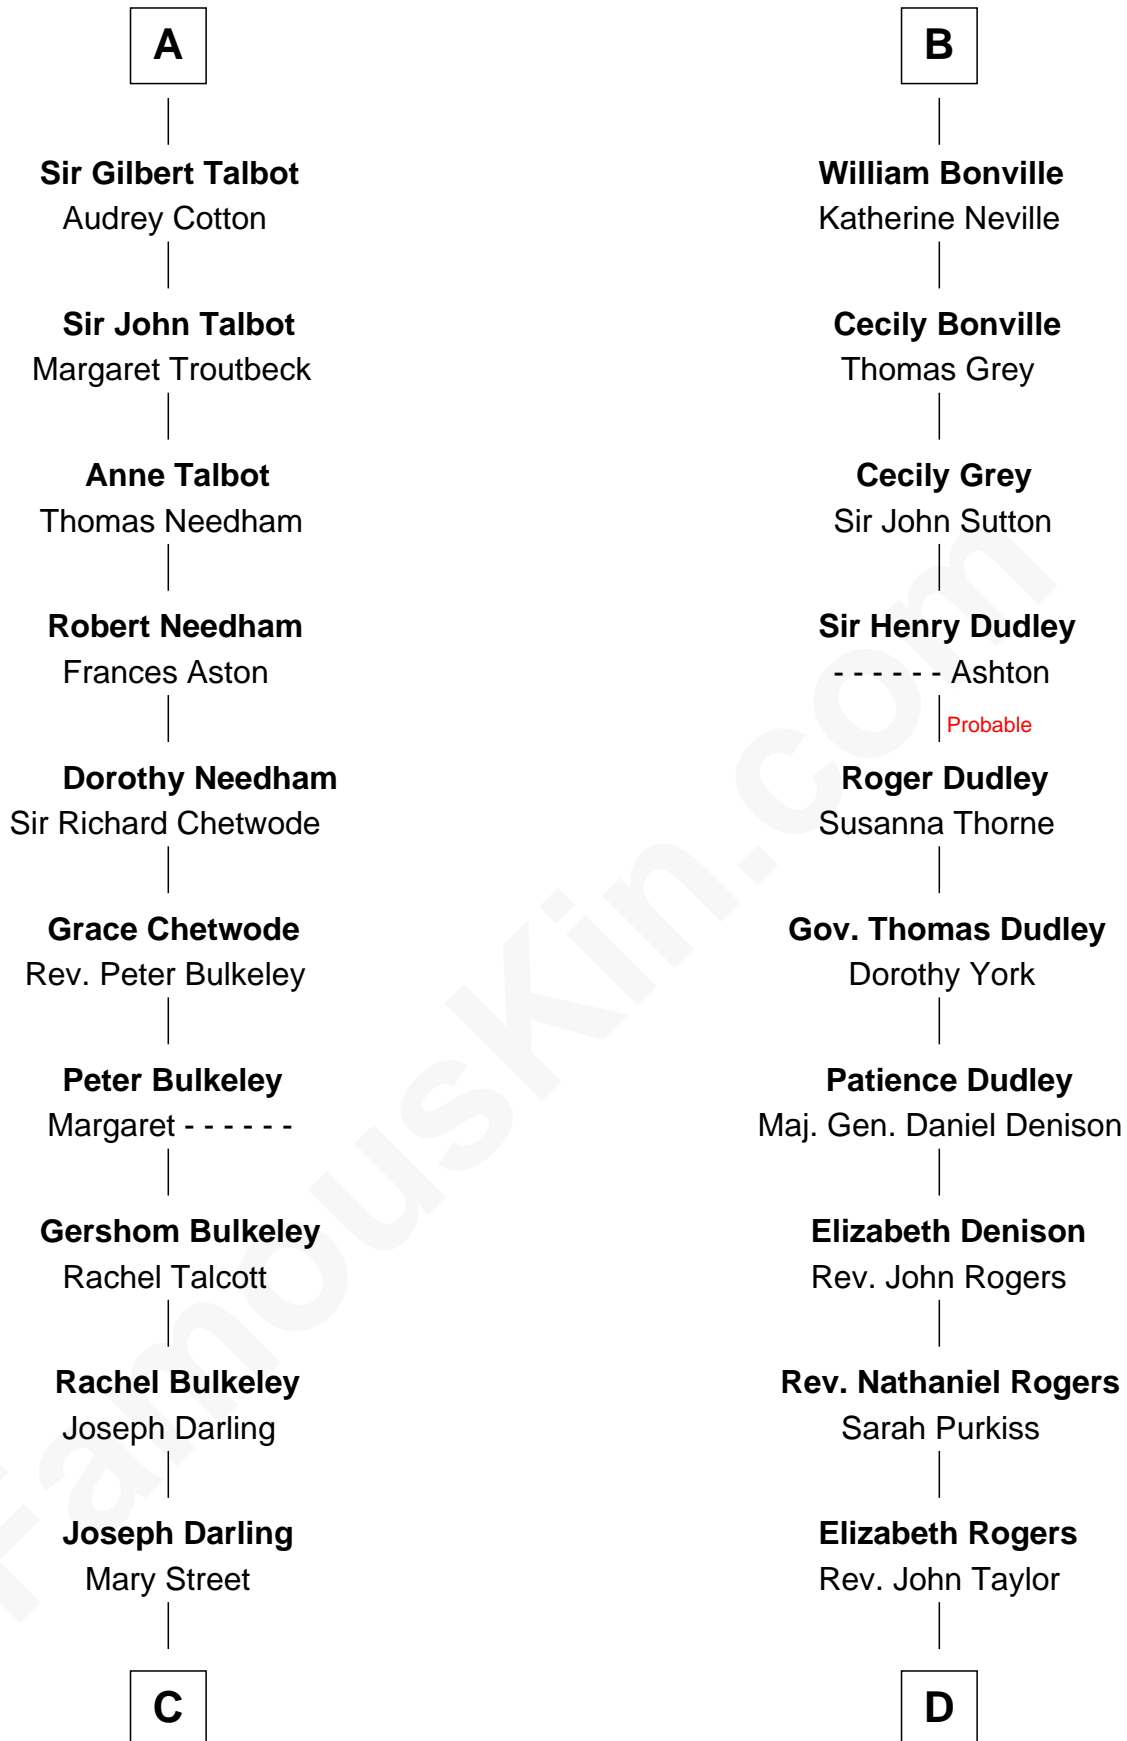 A
Sir Gilbert Talbot
Audrey Cotton
Sir John Talbot
Margaret Troutbeck
Anne Talbot
Thomas Needham
Robert Needham
Frances Aston
Dorothy Needham
Sir Richard Chetwode
Grace Chetwode
Rev. Peter Bulkeley
Peter Bulkeley
Margaret - - - - - -
Gershom Bulkeley
Rachel Talcott
Rachel Bulkeley
Joseph Darling
Joseph Darling
Mary Street
C
B
William Bonville
Katherine Neville
Cecily Bonville
Thomas Grey
Cecily Grey
Sir John Sutton
Sir Henry Dudley
- - - - - - Ashton
Probable
Roger Dudley
Susanna Thorne
Gov. Thomas Dudley
Dorothy York
Patience Dudley
Maj. Gen. Daniel Denison
Elizabeth Denison
Rev. John Rogers
Rev. Nathaniel Rogers
Sarah Purkiss
Elizabeth Rogers
Rev. John Taylor
D
FamousKin.com